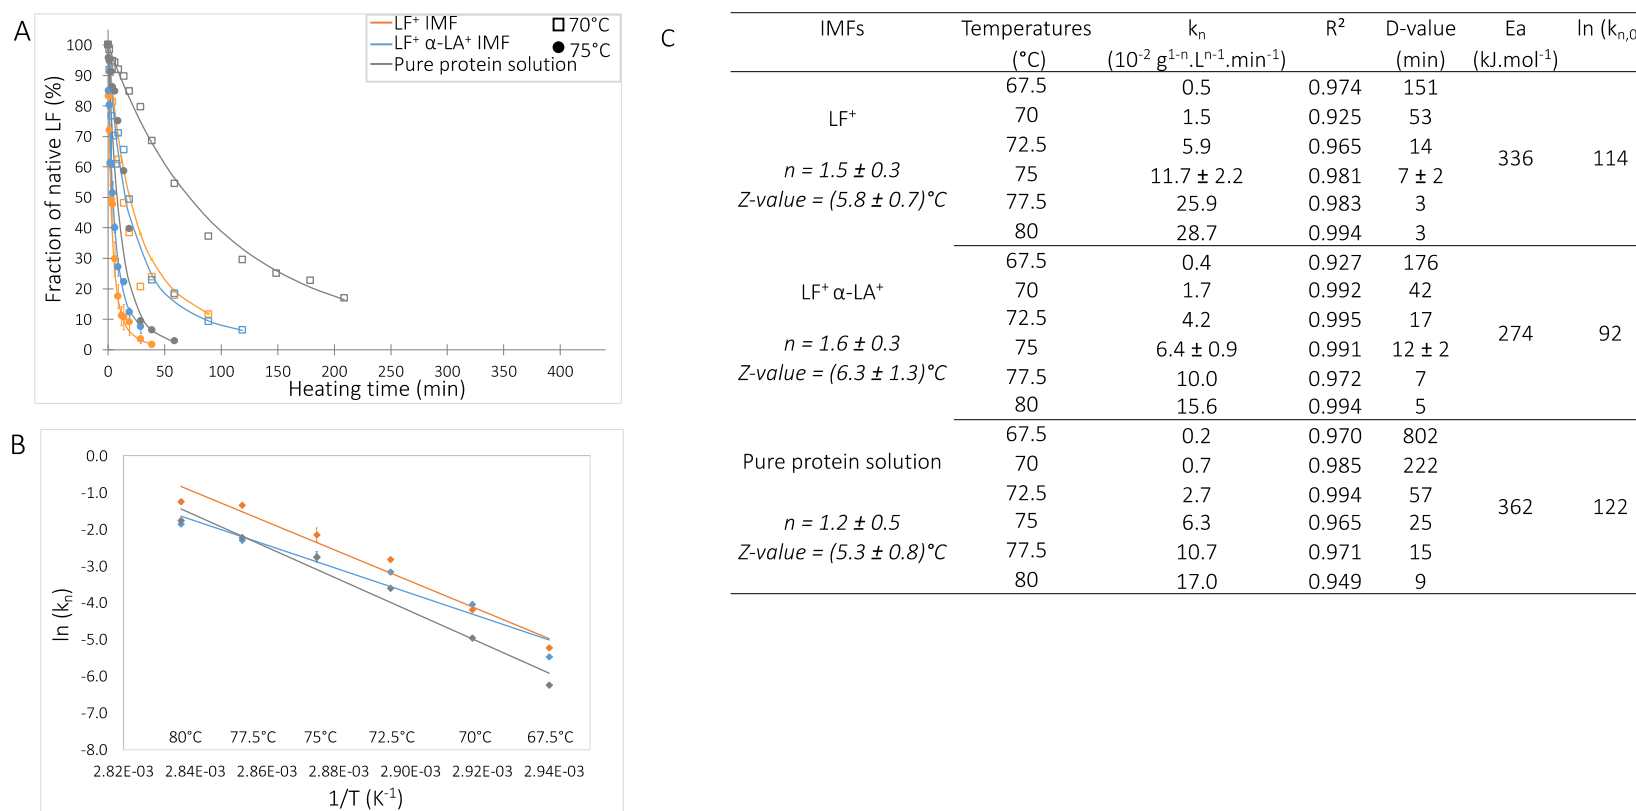 A
LF⁺ IMF
LF⁺ α-LA⁺ IMF
Pure protein solution
70°C
75°C
Fraction of native LF (%)
100
90
80
70
60
50
40
30
20
10
0
0 50 100 150 200 250 300 350 400
Heating time (min)
B
ln (kₙ)
0.0
-1.0
-2.0
-3.0
-4.0
-5.0
-6.0
-7.0
-8.0
80°C 77.5°C 75°C 72.5°C 70°C 67.5°C
2.82E-03 2.84E-03 2.86E-03 2.88E-03 2.90E-03 2.92E-03 2.94E-03
1/T (K⁻¹)
C
IMFs Temperatures kₙ R² D-value Ea ln (kₙ,₀
(°C) (10⁻² g¹⁻ⁿ.Lⁿ⁻¹.min⁻¹) (min) (kJ.mol⁻¹)
67.5 0.5 0.974 151
LF⁺ 70 1.5 0.925 53
72.5 5.9 0.965 14
336 114
n = 1.5 ± 0.3 75 11.7 ± 2.2 0.981 7 ± 2
Z-value = (5.8 ± 0.7)°C 77.5 25.9 0.983 3
80 28.7 0.994 3
67.5 0.4 0.927 176
LF⁺ α-LA⁺ 70 1.7 0.992 42
72.5 4.2 0.995 17
274 92
n = 1.6 ± 0.3 75 6.4 ± 0.9 0.991 12 ± 2
Z-value = (6.3 ± 1.3)°C 77.5 10.0 0.972 7
80 15.6 0.994 5
67.5 0.2 0.970 802
Pure protein solution 70 0.7 0.985 222
72.5 2.7 0.994 57
362 122
n = 1.2 ± 0.5 75 6.3 0.965 25
Z-value = (5.3 ± 0.8)°C 77.5 10.7 0.971 15
80 17.0 0.949 9